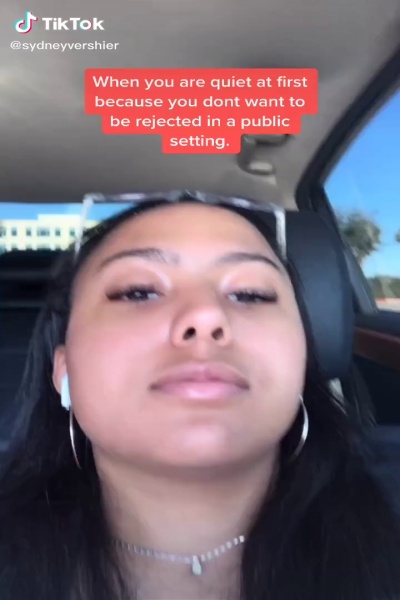 TikTok
@sydneyvershier
When you are quiet at first
because you dont want to
be rejected in a public
setting.